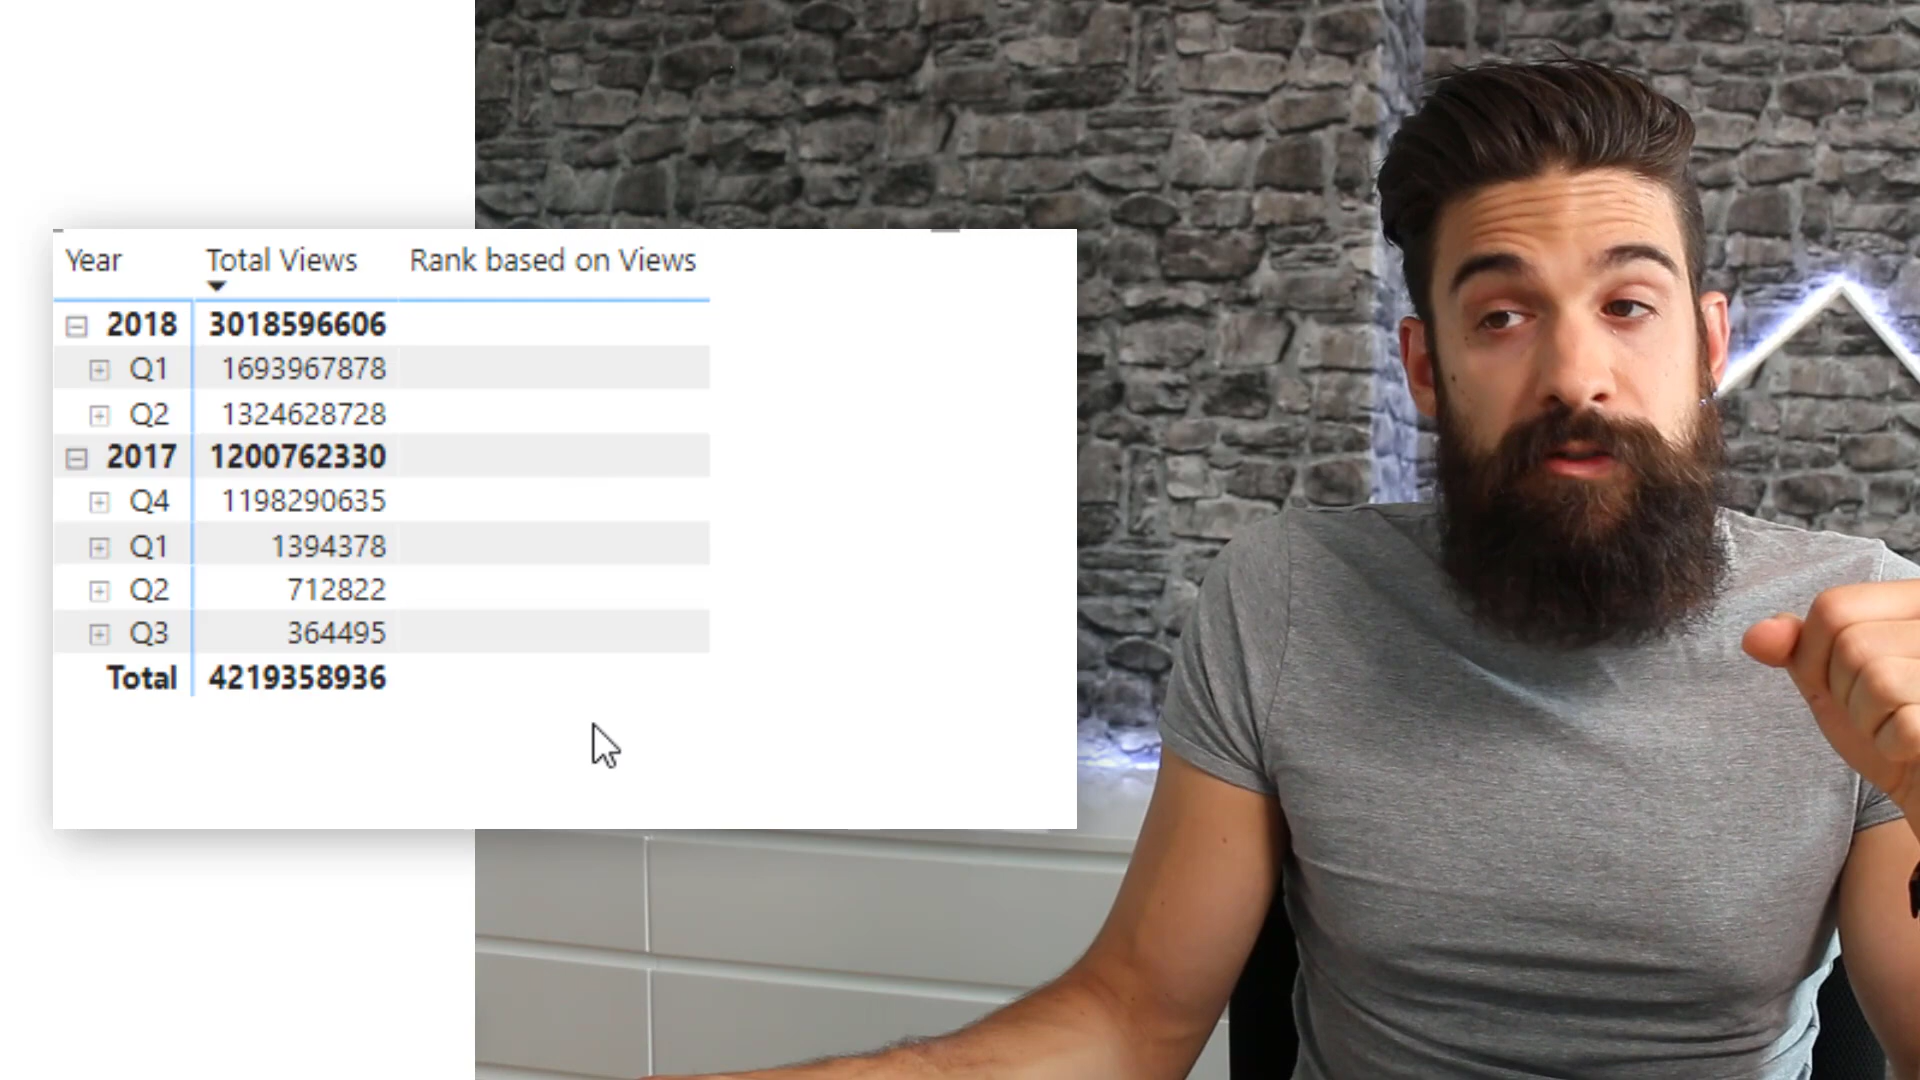 Year Total Views Rank based on Views
2018 3018596606
Q1 1693967878
Q2 1324628728
2017 1200762330
Q4 1198290635
Q1 1394378
Q2 712822
Q3 364495
Total 4219358936